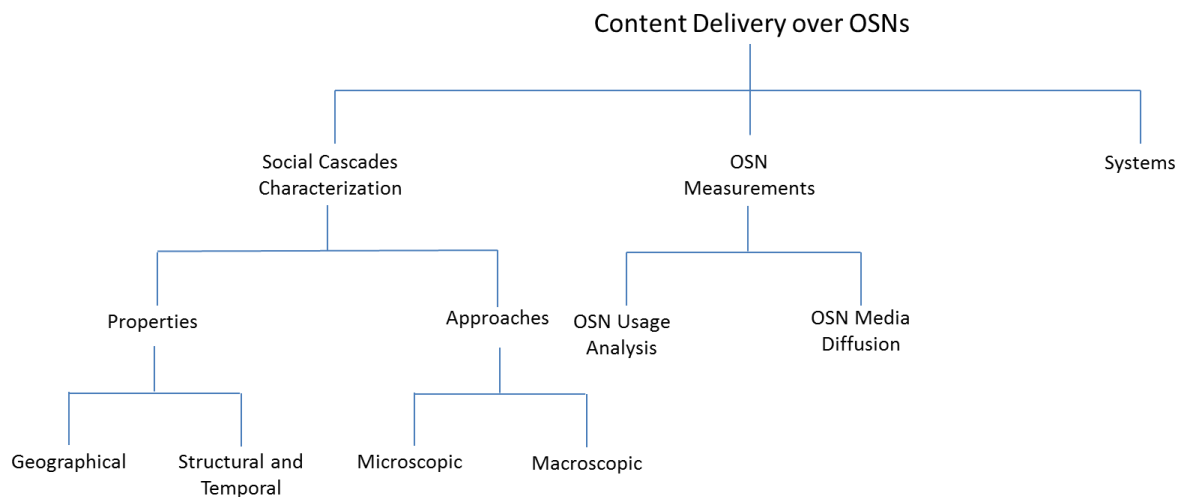 Content Delivery over OSNs
Social Cascades
Characterization
OSN
Measurements
Systems
Properties
Approaches
OSN Usage
Analysis
OSN Media
Diffusion
Geographical
Structural and
Temporal
Microscopic
Macroscopic